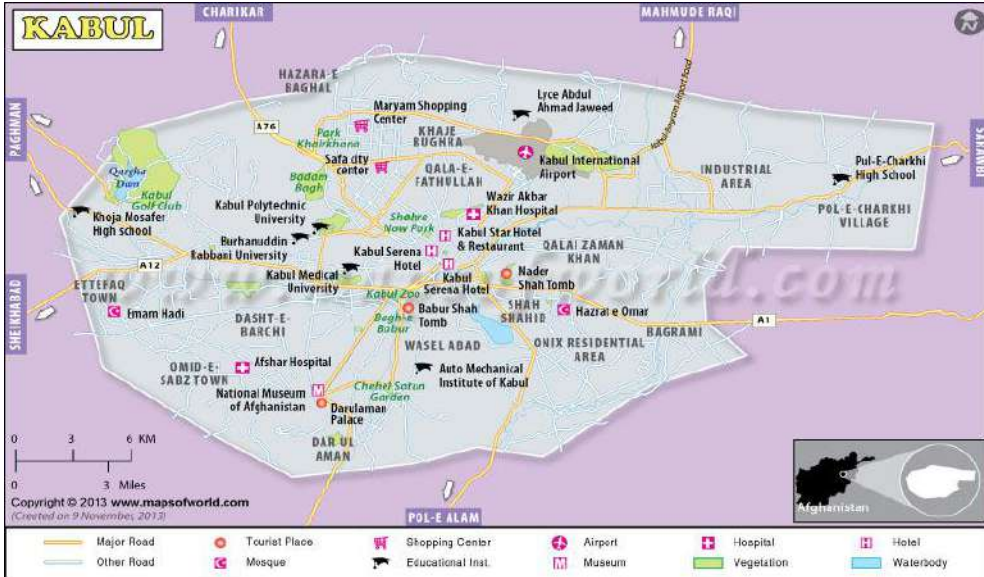 KABUL
CHARIKAR
MAHMUDE RAQI
N
HAZARA-E
BAGHAL
Lyce Abdul
Ahmad Jaweed
Maryam Shopping
Center
Kabul-Bagram Airport Road
PAGHMAN
A76
Park
Khairkhana
KHAJE
BUGHRA
SARAWBI
Safa city
center
QALA-E-
FATHULLAH
Kabul International
Airport
INDUSTRIAL
AREA
Pul-E-Charkhi
High School
Qargha
Dam
Kabul
Golf Club
Badam
Bagh
Kabul Polytechnic
University
Wazir Akbar
Khan Hospital
Khoja Mosafer
High school
Shahre
Naw Park
POL-E-CHARKHI
VILLAGE
Burhanuddin
Rabbani University
Kabul Star Hotel
& Restaurant
Kabul Serena
Hotel
QALAI ZAMAN
KHAN
A12
Kabul Medical
University
Kabul
Serena Hotel
Nader
Shah Tomb
SHEIKHABAD
ETTEFAQ
TOWN
Kabul Zoo
Emam Hadi
DASHT-E-
BARCHI
Bagh-e
Babur
Babur Shah
Tomb
SHAH
SHAHID
Hazrat e Omar
A1
BAGRAMI
WASEL ABAD
ONIX RESIDENTIAL
AREA
OMID-E-
SABZ TOWN
Afshar Hospital
Auto Mechanical
Institute of Kabul
National Museum
of Afghanistan
Chehel Satun
Garden
Darulaman
Palace
DAR UL
AMAN
0 3 6 KM
0 3 Miles
Copyright © 2013 www.mapsofworld.com
(Created on 9 November, 2013)
POL-E ALAM
Afghanistan
Major Road
Tourist Place
Shopping Center
Airport
Hospital
Hotel
Other Road
Mosque
Educational Inst.
Museum
Vegetation
Waterbody